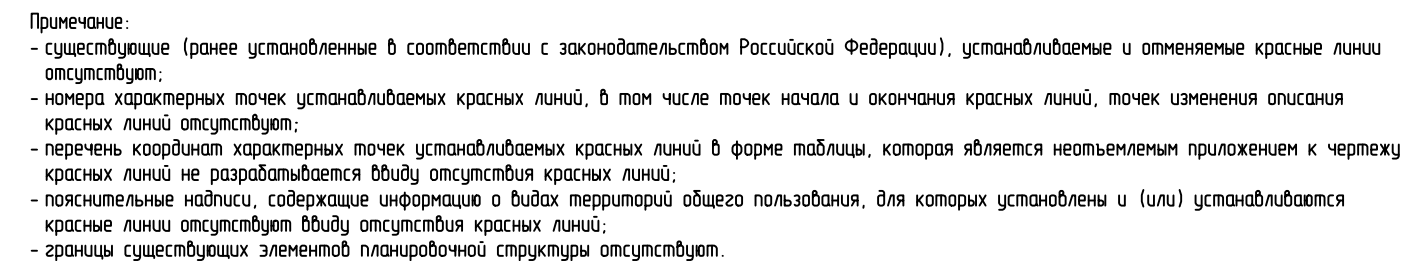 Примечание:
- существующие (ранее установленные в соответствии с законодательством Российской Федерации), устанавливаемые и отменяемые красные линии
отсутствуют;
- номера характерных точек устанавливаемых красных линий, в том числе точек начала и окончания красных линий, точек изменения описания
красных линий отсутствуют;
- перечень координат характерных точек устанавливаемых красных линий в форме таблицы, которая является неотъемлемым приложением к чертежу
красных линий не разрабатывается ввиду отсутствия красных линий;
- пояснительные надписи, содержащие информацию о видах территорий общего пользования, для которых установлены и (или) устанавливаются
красные линии отсутствуют ввиду отсутствия красных линий;
- границы существующих элементов планировочной структуры отсутствуют.